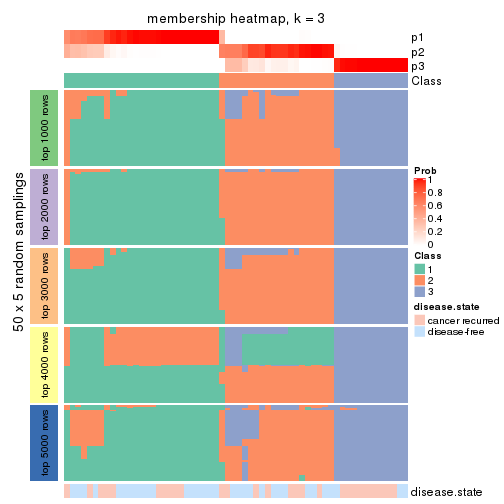 membership heatmap, k = 3
p1
p2
p3
Class
50 x 5 random samplings
top 1000 rows
top 2000 rows
top 3000 rows
top 4000 rows
top 5000 rows
Prob
1
0.8
0.6
0.4
0.2
0
Class
1
2
3
disease.state
cancer recurred
disease-free
disease.state